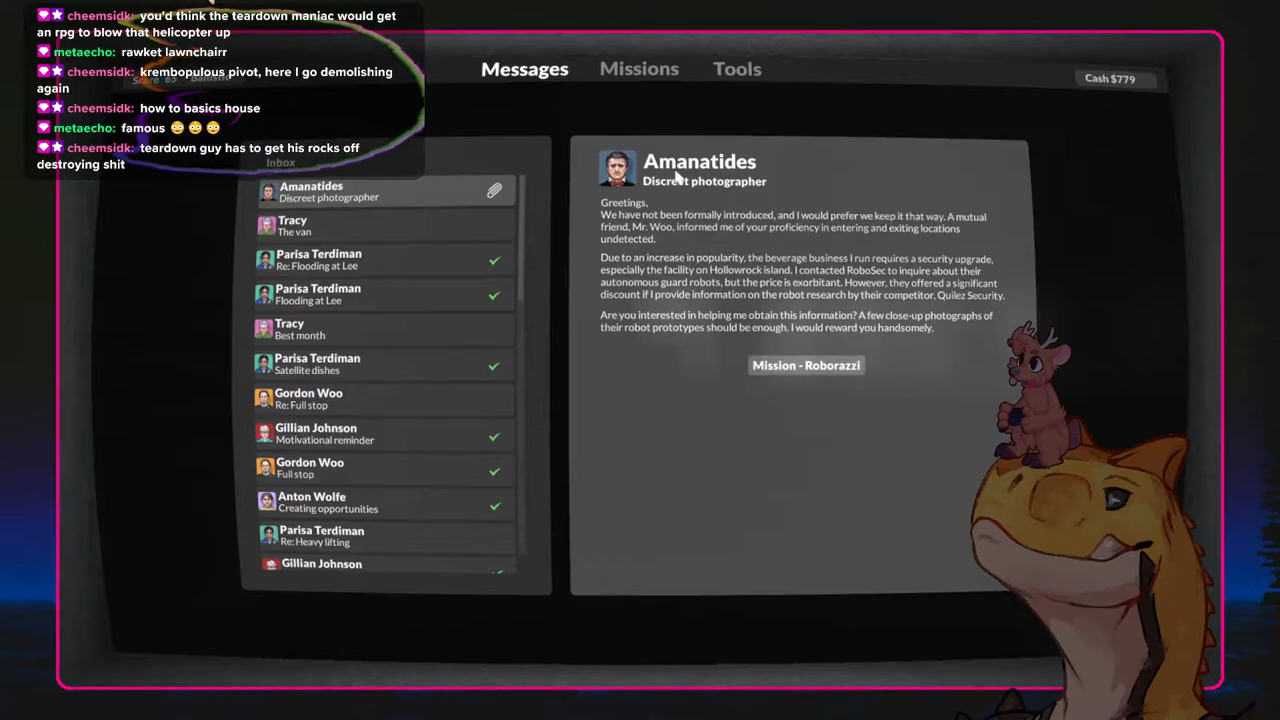 cheemsidk: you'd think the teardown maniac would get
an rpg to blow that helicopter up
metaecho: rawket lawnchairr
cheemsidk: krembopulous pivot, here I go demolishing
again
cheemsidk: how to basics house
metaecho: famous 😳 😳 😳
cheemsidk: teardown guy has to get his rocks off
destroying shit
Messages Missions Tools
Cash $779
Inbox
Amanatides
Discreet photographer
Tracy
The van
Parisa Terdiman
Re: Flooding at Lee
Parisa Terdiman
Flooding at Lee
Tracy
Best month
Parisa Terdiman
Satellite dishes
Gordon Woo
Re: Full stop
Gillian Johnson
Motivational reminder
Gordon Woo
Full stop
Anton Wolfe
Creating opportunities
Parisa Terdiman
Re: Heavy lifting
Gillian Johnson
Amanatides
Discreet photographer
Greetings,
We have not been formally introduced, and I would prefer we keep it that way. A mutual
friend, Mr. Woo, informed me of your proficiency in entering and exiting locations
undetected.
Due to an increase in popularity, the beverage business I run requires a security upgrade,
especially the facility on Hollowrock island. I contacted RoboSec to inquire about their
autonomous guard robots, but the price is exorbitant. However, they offered a significant
discount if I provide information on the robot research by their competitor, Quilez Security.
Are you interested in helping me obtain this information? A few close-up photographs of
their robot prototypes should be enough. I would reward you handsomely.
Mission - Roborazzi